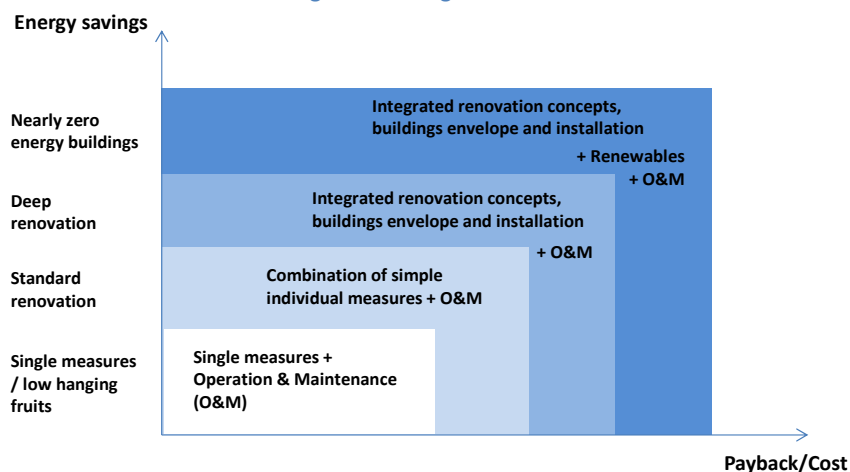 Energy savings
Nearly zero
energy buildings
Integrated renovation concepts,
buildings envelope and installation
+ Renewables
+ O&M
Deep
renovation
Integrated renovation concepts,
buildings envelope and installation
+ O&M
Standard
renovation
Combination of simple
individual measures + O&M
Single measures
/ low hanging
fruits
Single measures +
Operation & Maintenance
(O&M)
Payback/Cost